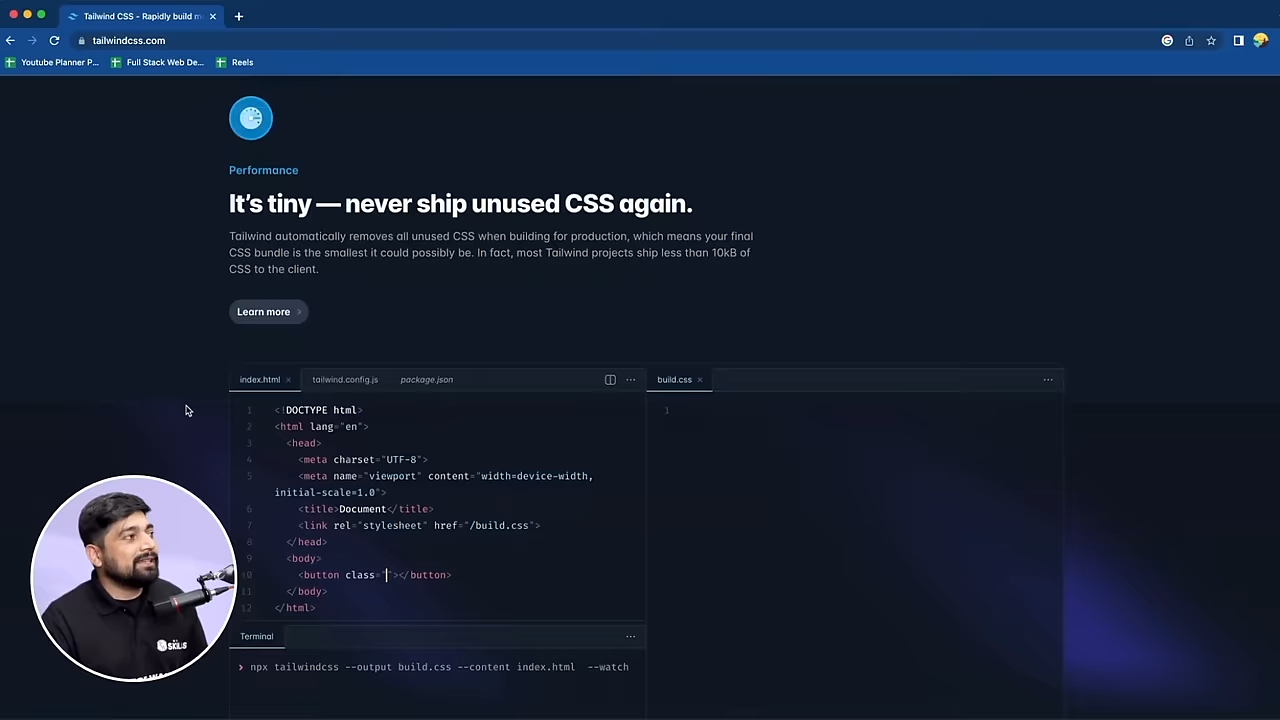 Tailwind CSS - Rapidly build m
tailwindcss.com
Youtube Planner P...
Full Stack Web De...
Reels
Performance
It's tiny — never ship unused CSS again.
Tailwind automatically removes all unused CSS when building for production, which means your final
CSS bundle is the smallest it could possibly be. In fact, most Tailwind projects ship less than 10kB of
CSS to the client.
Learn more
index.html
tailwind.config.js
package.json
build.css
1 <!DOCTYPE html>
2 <html lang="en">
3 <head>
4 <meta charset="UTF-8">
5 <meta name="viewport" content="width=device-width,
initial-scale=1.0">
6 <title>Document</title>
7 <link rel="stylesheet" href="/build.css">
8 </head>
9 <body>
10 <button class=""></button>
11 </body>
12 </html>
1
Terminal
> npx tailwindcss --output build.css --content index.html --watch
SKILLS